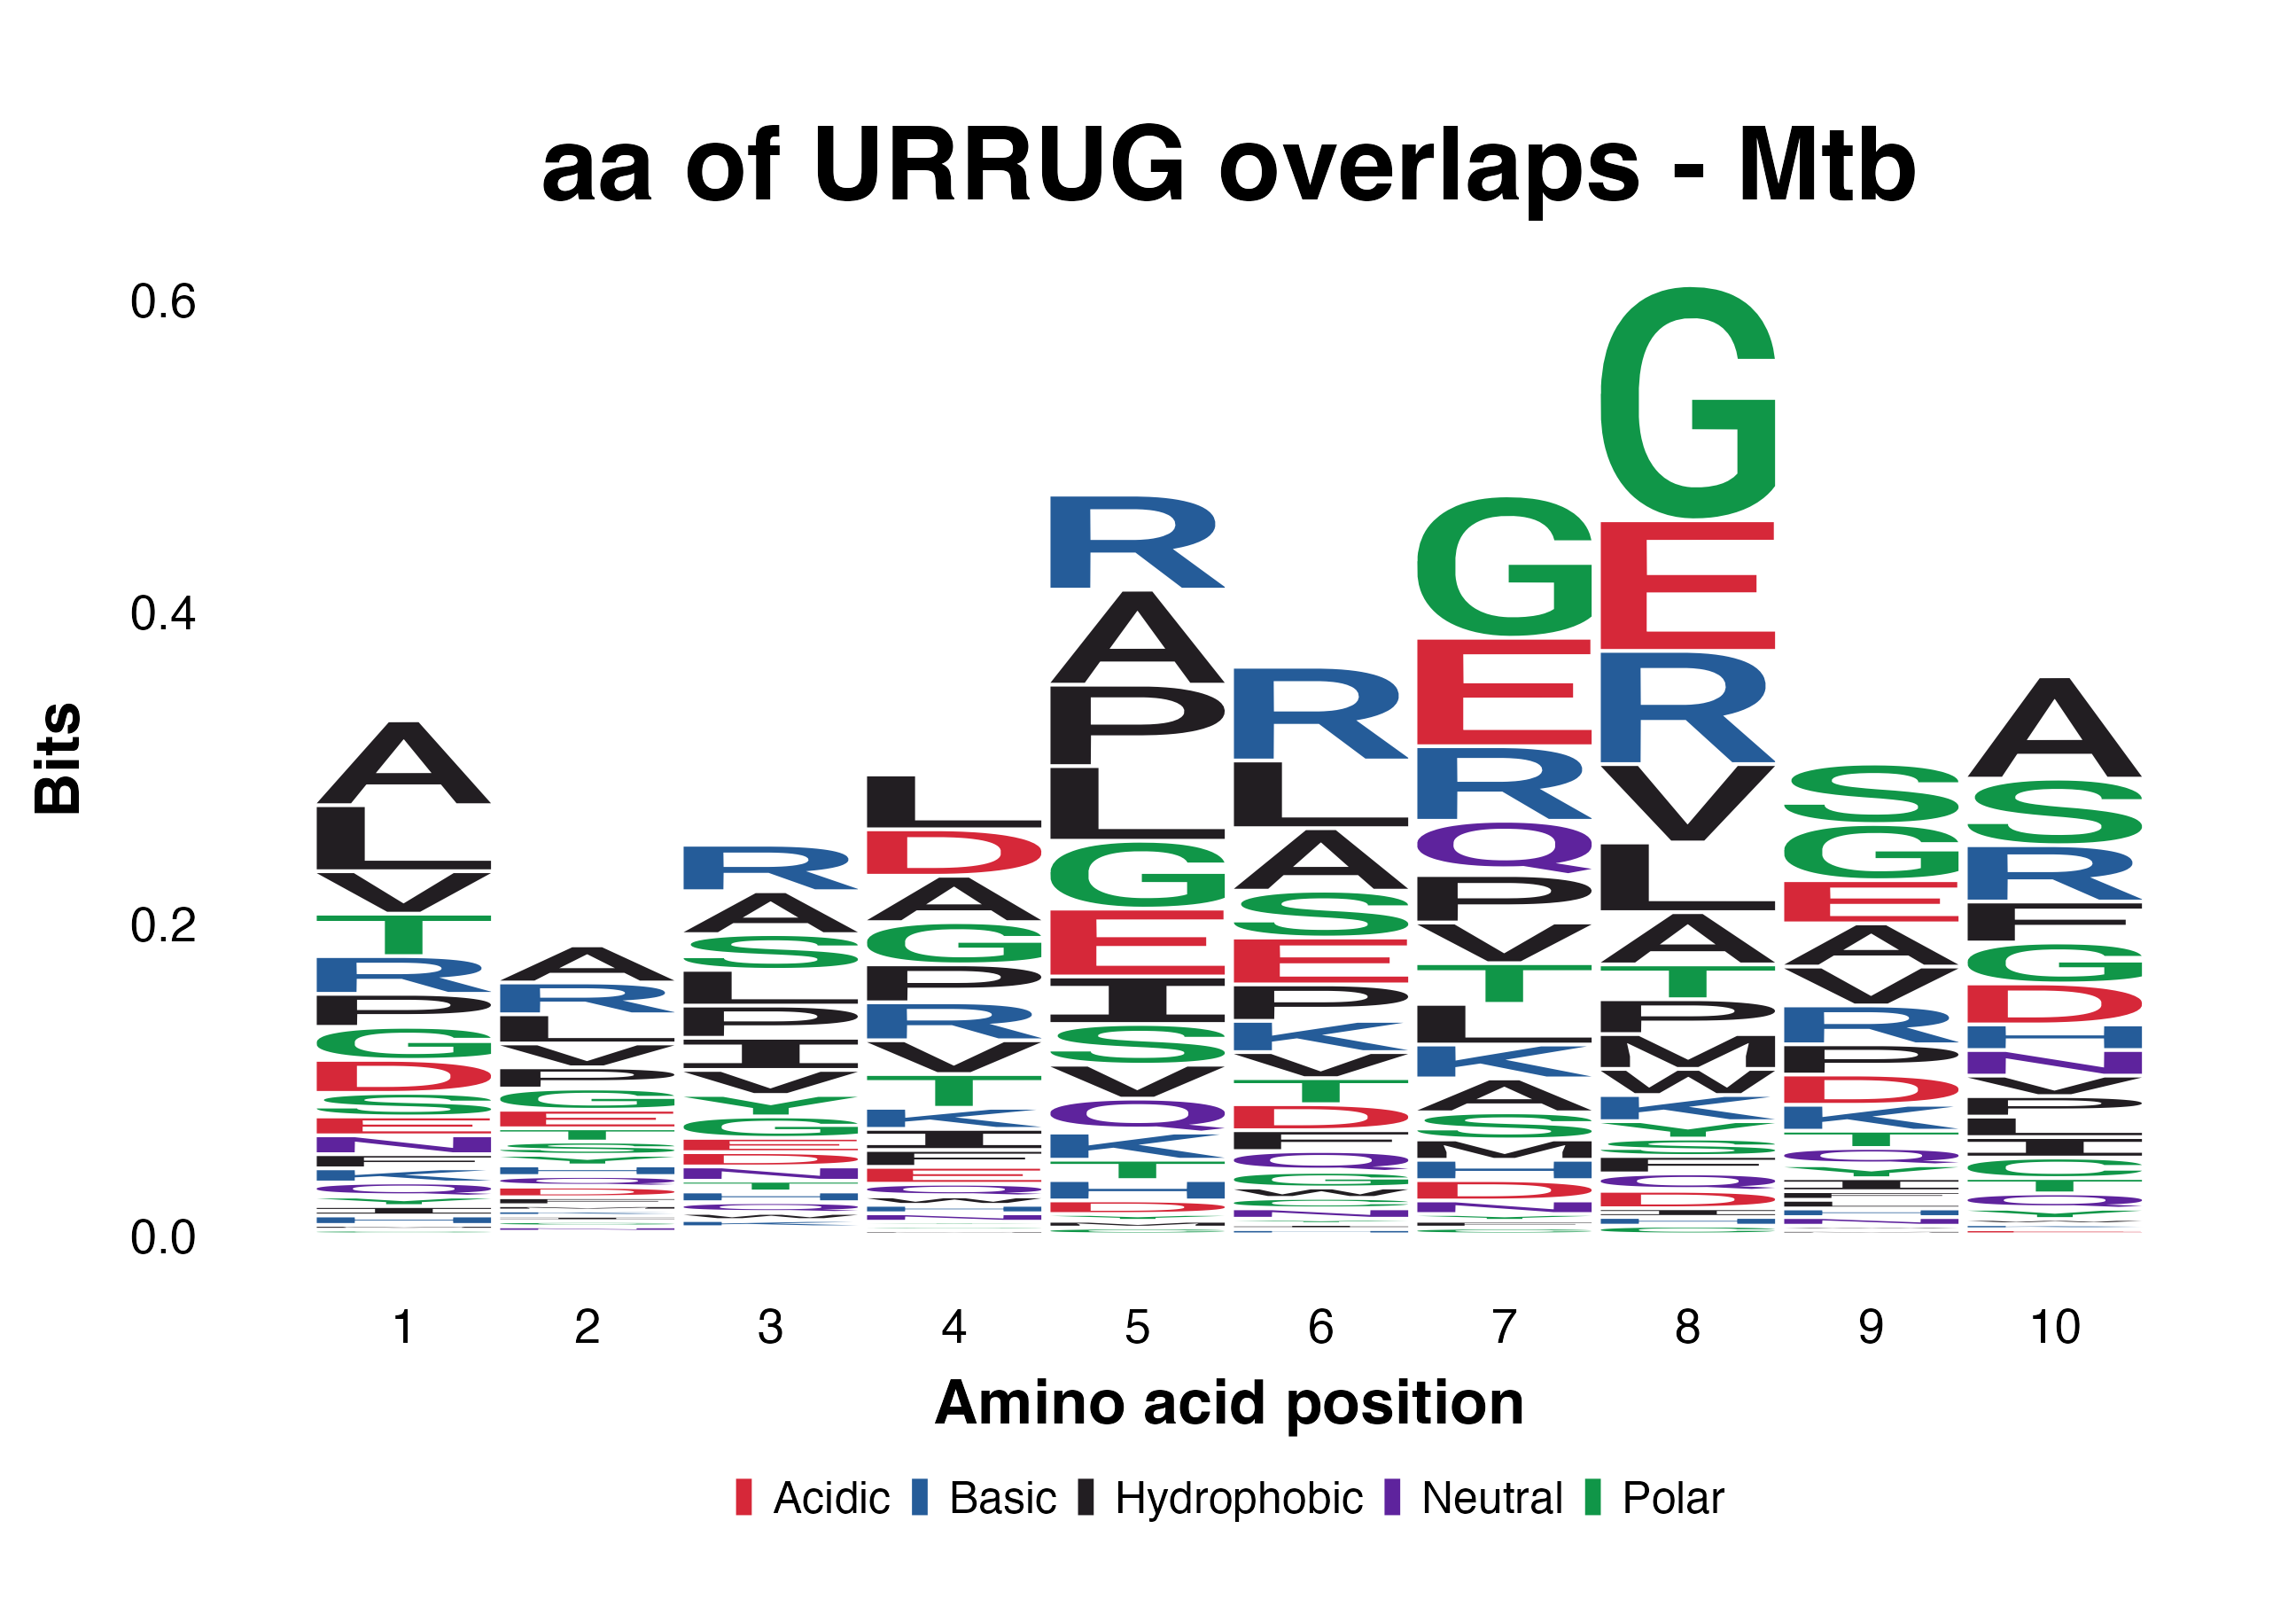 aa of URRUG overlaps - Mtb
0.6
0.4
0.2
0.0
Bits
1 2 3 4 5 6 7 8 9 10
Amino acid position
Acidic Basic Hydrophobic Neutral Polar
A L V T R P G D S E N F K Q Y I H
A R L V P G E T S Y H Q D F
R A S L P I V Y G E D N T H Q W K
L D A G P R V T K I F E Q W H N
R A P L G E I S V Q K T H D
R L A S E P K V T D F Q G W N
G E R Q P V T L K A S M H D N
G E R V L A T P M W K Y S F Q D I H
S G E A V R P D K T Q Y I
A S R F G D H N V P L I C T Q Y